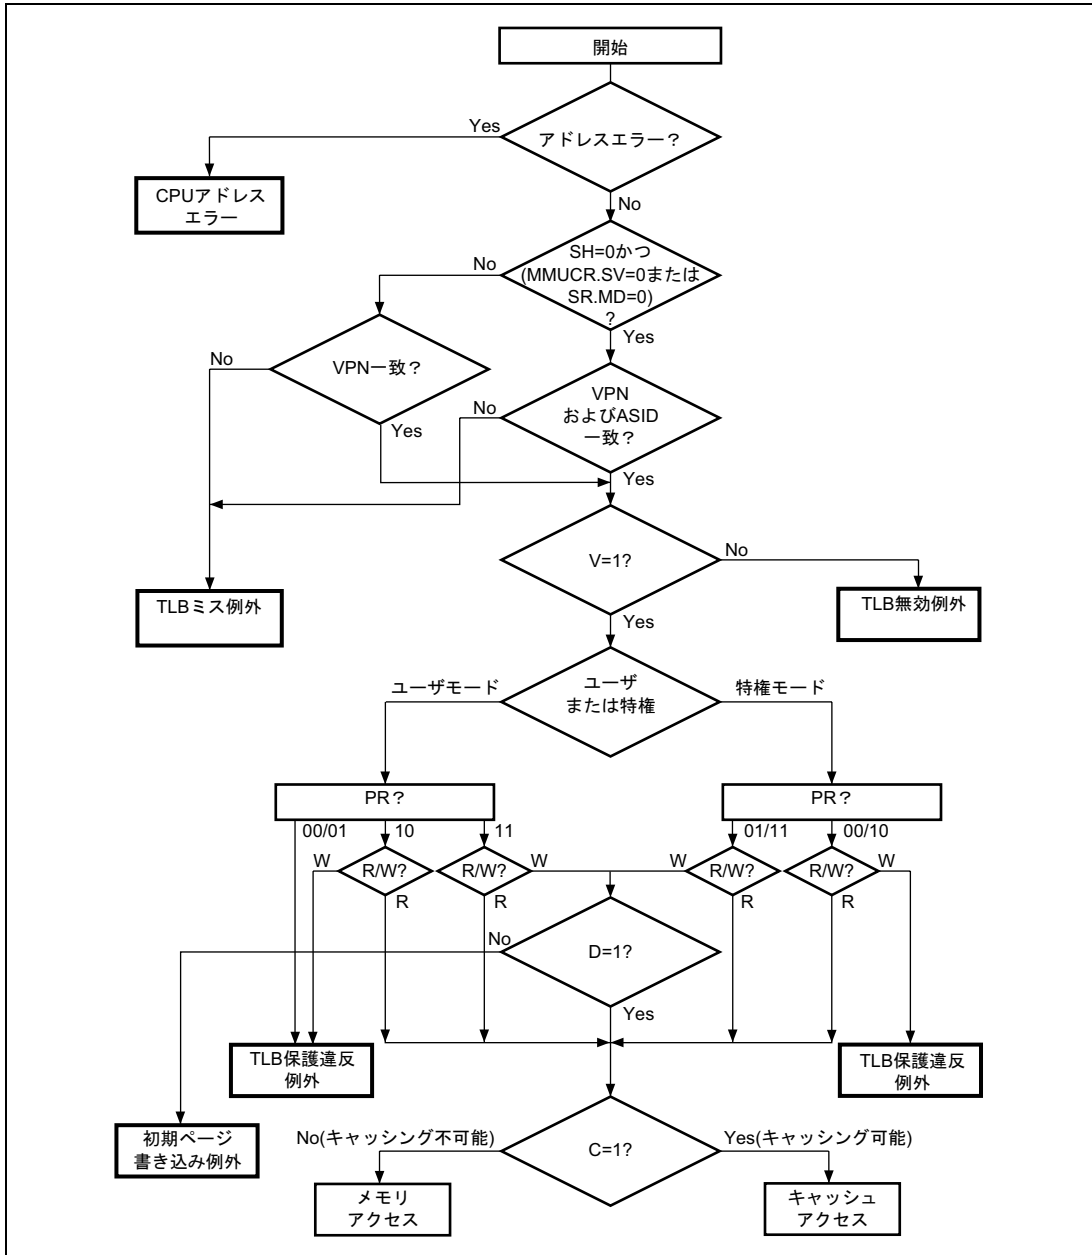 開始
アドレスエラー？
Yes
No
CPUアドレス
エラー
SH=0かつ
(MMUCR.SV=0または
SR.MD=0)
?
No
Yes
VPN一致？
No
Yes
VPN
およびASID
一致？
No
Yes
V=1?
No
Yes
TLBミス例外
TLB無効例外
ユーザ
または特権
ユーザモード
特権モード
PR？
PR？
00/01
10
11
01/11
00/10
W
R/W?
R/W?
W
W
R/W?
R/W?
W
R
R
R
R
D=1?
No
Yes
TLB保護違反
例外
TLB保護違反
例外
初期ページ
書き込み例外
C=1?
No(キャッシング不可能)
Yes(キャッシング可能)
メモリ
アクセス
キャッシュ
アクセス